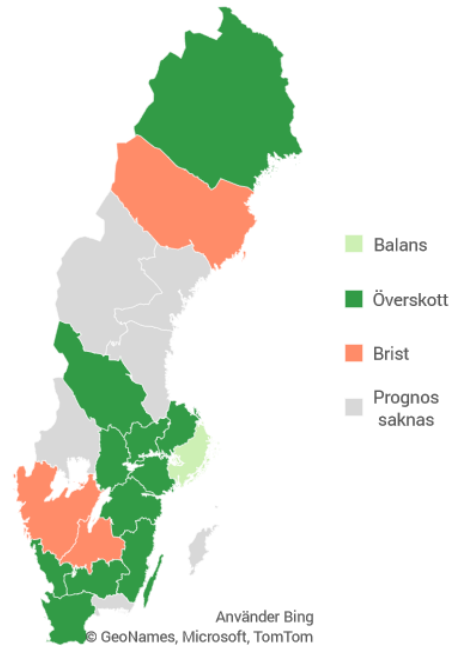 Balans
Överskott
Brist
Prognos
saknas
Använder Bing
© GeoNames, Microsoft, TomTom